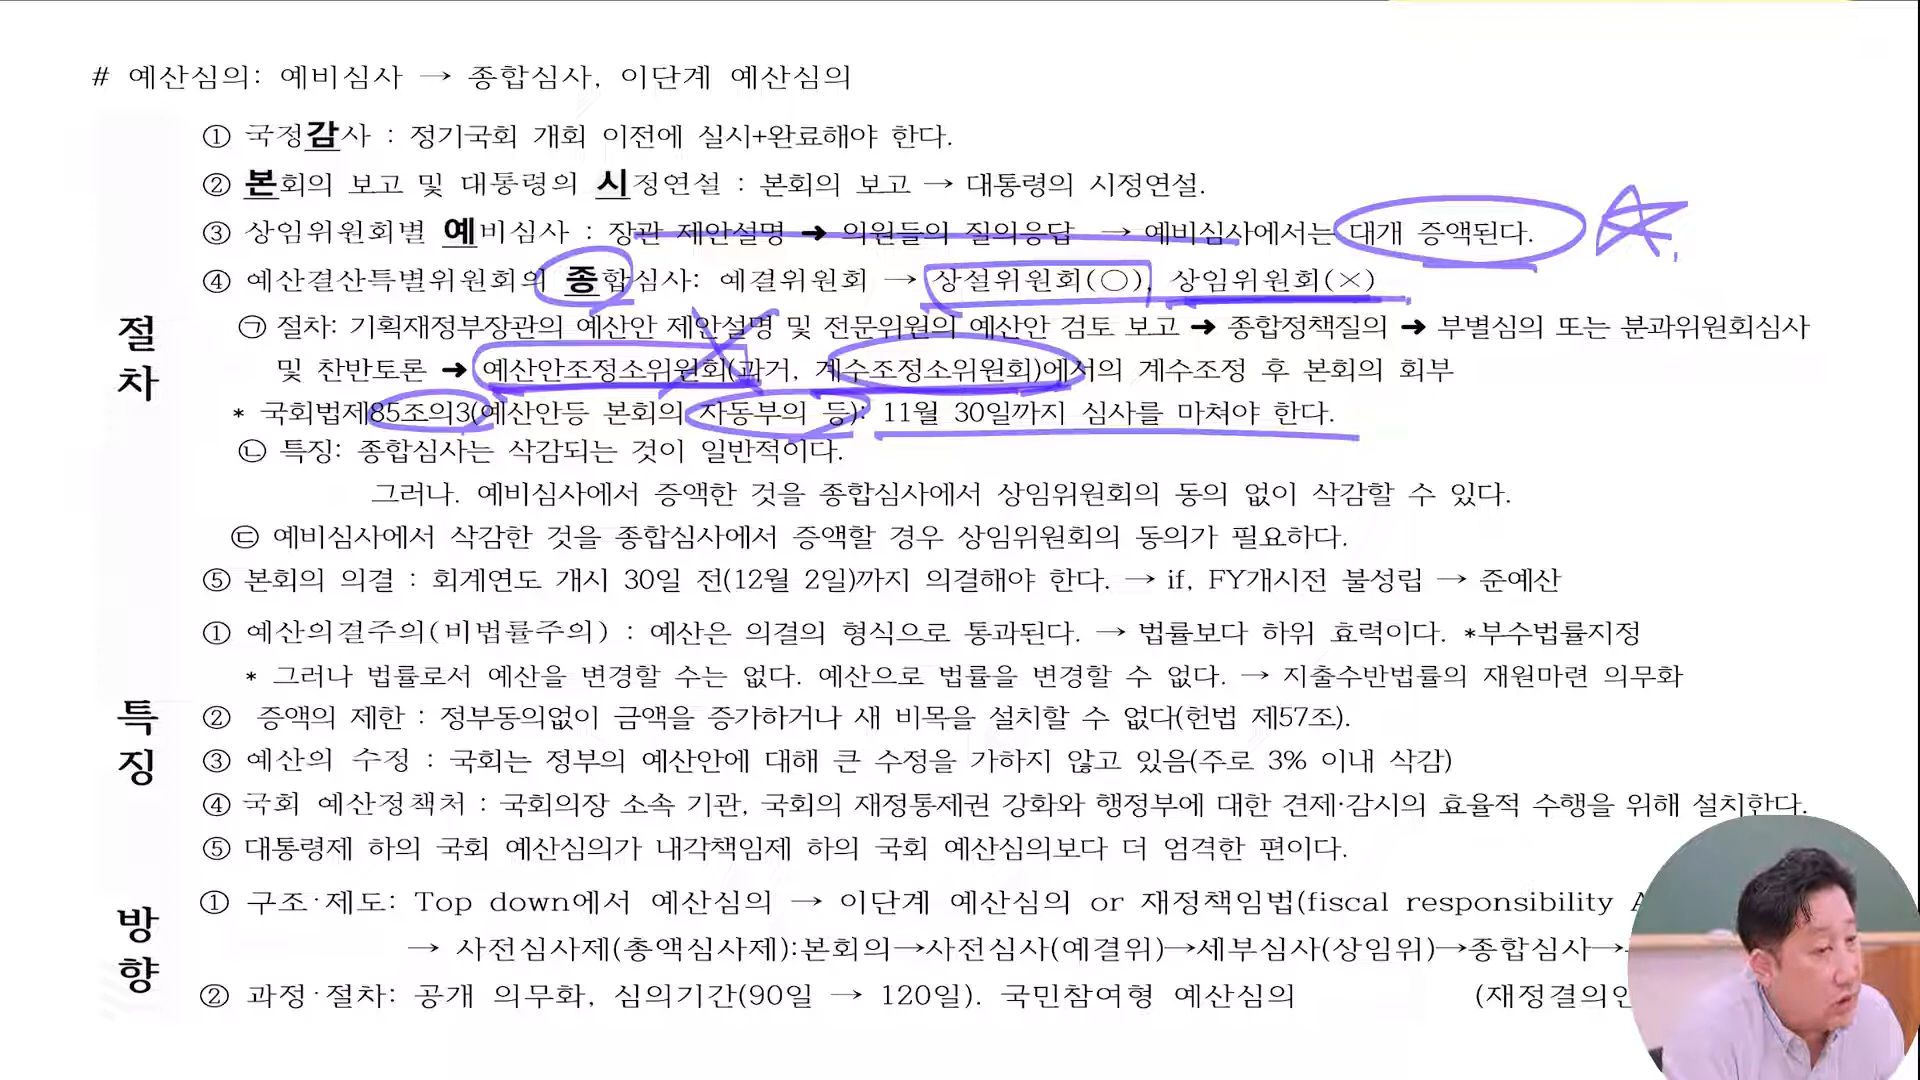 # 예산심의: 예비심사 → 종합심사, 이단계 예산심의
① 국정감사 : 정기국회 개회 이전에 실시+완료해야 한다.
② 본회의 보고 및 대통령의 시정연설 : 본회의 보고 → 대통령의 시정연설.
③ 상임위원회별 예비심사 : 장관 제안설명 ➜ 의원들의 질의응답 → 예비심사에서는 대개 증액된다.
④ 예산결산특별위원회의 종합심사: 예결위원회 → 상설위원회(○), 상임위원회(×)
절차
㉠ 절차: 기획재정부장관의 예산안 제안설명 및 전문위원의 예산안 검토 보고 ➜ 종합정책질의 ➜ 부별심의 또는 분과위원회심사
및 찬반토론 ➜ 예산안조정소위원회(과거, 계수조정소위원회)에서의 계수조정 후 본회의 회부
* 국회법제85조의3(예산안등 본회의 자동부의 등): 11월 30일까지 심사를 마쳐야 한다.
㉡ 특징: 종합심사는 삭감되는 것이 일반적이다.
그러나. 예비심사에서 증액한 것을 종합심사에서 상임위원회의 동의 없이 삭감할 수 있다.
㉢ 예비심사에서 삭감한 것을 종합심사에서 증액할 경우 상임위원회의 동의가 필요하다.
⑤ 본회의 의결 : 회계연도 개시 30일 전(12월 2일)까지 의결해야 한다. → if, FY개시전 불성립 → 준예산
특징
① 예산의결주의(비법률주의) : 예산은 의결의 형식으로 통과된다. → 법률보다 하위 효력이다. *부수법률지정
* 그러나 법률로서 예산을 변경할 수는 없다. 예산으로 법률을 변경할 수 없다. → 지출수반법률의 재원마련 의무화
② 증액의 제한 : 정부동의없이 금액을 증가하거나 새 비목을 설치할 수 없다(헌법 제57조).
③ 예산의 수정 : 국회는 정부의 예산안에 대해 큰 수정을 가하지 않고 있음(주로 3% 이내 삭감)
④ 국회 예산정책처 : 국회의장 소속 기관, 국회의 재정통제권 강화와 행정부에 대한 견제·감시의 효율적 수행을 위해 설치한다.
⑤ 대통령제 하의 국회 예산심의가 내각책임제 하의 국회 예산심의보다 더 엄격한 편이다.
방향
① 구조·제도: Top down에서 예산심의 → 이단계 예산심의 or 재정책임법(fiscal responsibility
→ 사전심사제(총액심사제):본회의→사전심사(예결위)→세부심사(상임위)→종합심사→
② 과정·절차: 공개 의무화, 심의기간(90일 → 120일). 국민참여형 예산심의 (재정결의안